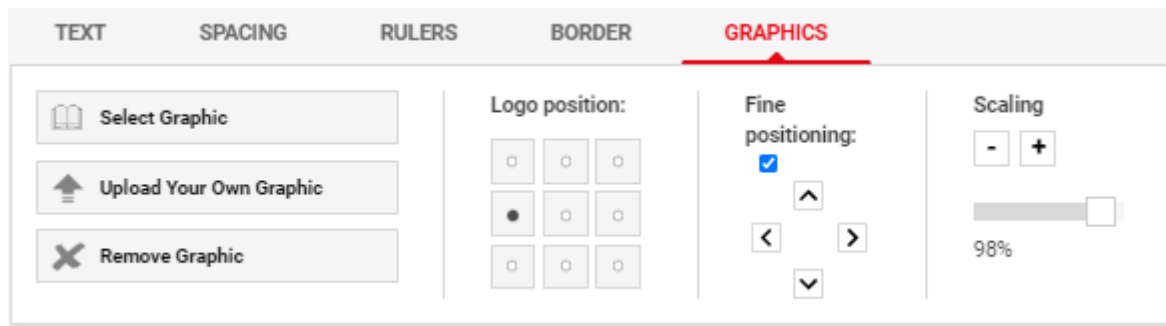 TEXT SPACING RULERS BORDER GRAPHICS
Select Graphic
Upload Your Own Graphic
Remove Graphic
Logo position:
Fine
positioning:
Scaling
- +
98%